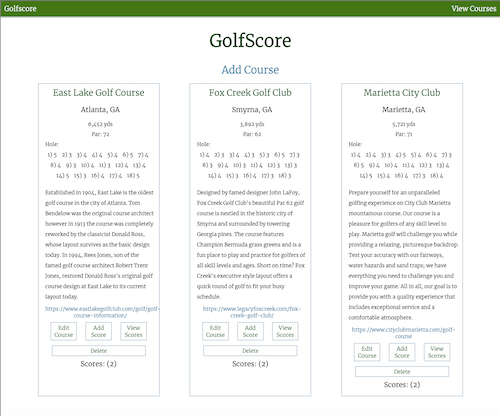 Golfscore
View Courses
GolfScore
Add Course
East Lake Golf Course
Atlanta, GA
6,452 yds
Par: 72
Hole:
1) 5 2) 3 3) 4 4) 4 5) 4 6) 5 7) 4
8) 4 9) 3 10) 4 11) 3 12) 4 13) 4
14) 5 15) 3 16) 4 17) 4 18) 5
Established in 1904, East Lake is the oldest
golf course in the city of Atlanta. Tom
Bendelow was the original course architect
however in 1913 the course was completely
reworked by the classicist Donald Ross,
whose layout survives as the basic design
today. In 1994, Rees Jones, son of the
famed golf course architect Robert Trent
Jones, restored Donald Ross's original golf
course design at East Lake to its current
layout today.
https://www.eastlakegolfclub.com/golf/golf-
course-information/
Edit
Course
Add
Score
View
Scores
Delete
Scores: (2)
Fox Creek Golf Club
Smyrna, GA
3,892 yds
Par: 62
Hole:
1) 4 2) 4 3) 3 4) 4 5) 3 6) 4 7) 3
8) 3 9) 4 10) 4 11) 3 12) 3 13) 3
14) 4 15) 3 16) 3 17) 3 18) 4
Designed by famed designer John LaFoy,
Fox Creek Golf Club's beautiful Par 62 golf
course is nestled in the historic city of
Smyrna and surrounded by towering
Georgia pines. The course features
Champion Bermuda grass greens and is a
fun place to play and practice for golfers of
all skill levels and ages. Short on time? Fox
Creek's executive style layout offers a
quick round of golf to fit your busy
schedule.
https://www.legacyfoxcreek.com/fox-
creek-golf-club/
Edit
Course
Add
Score
View
Scores
Delete
Scores: (2)
Marietta City Club
Marietta, GA
5,721 yds
Par: 71
Hole:
1) 4 2) 4 3) 4 4) 3 5) 4 6) 4 7) 3
8) 4 9) 5 10) 4 11) 3 12) 5 13) 4
14) 4 15) 4 16) 5 17) 3 18) 4
Prepare yourself for an unparalleled
golfing experience on City Club Marietta
mountainous course. Our course is a
pleasure for golfers of any skill level to
play. Marietta golf will challenge you while
providing a relaxing, picturesque backdrop.
Test your accuracy with our fairways,
water hazards and sand traps; we have
everything you need to challenge you and
improve your game. All in all, our goal is to
provide you with a quality experience that
includes exceptional service and a
comfortable atmosphere.
https://www.cityclubmarietta.com/golf-
course
Edit
Course
Add
Score
View
Scores
Delete
Scores: (2)